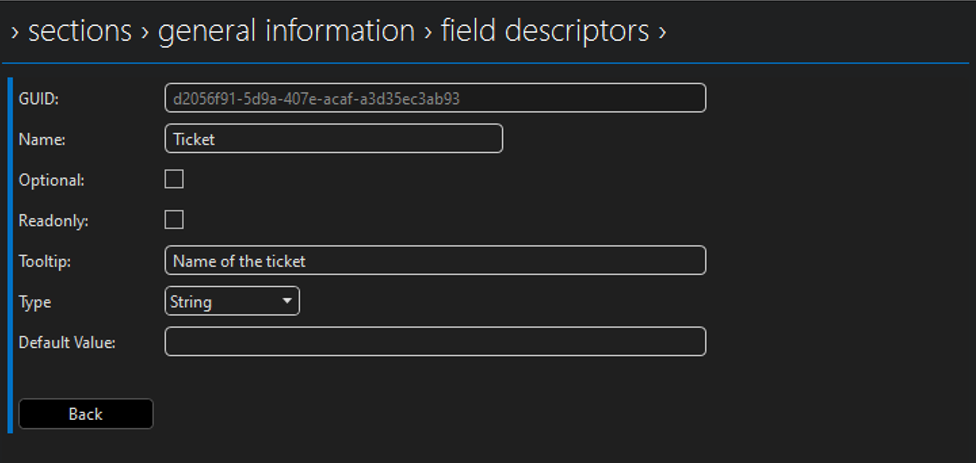 › sections › general information › field descriptors ›
GUID: d2056f91-5d9a-407e-acaf-a3d35ec3ab93
Name: Ticket
Optional:
Readonly:
Tooltip: Name of the ticket
Type String
Default Value:
Back